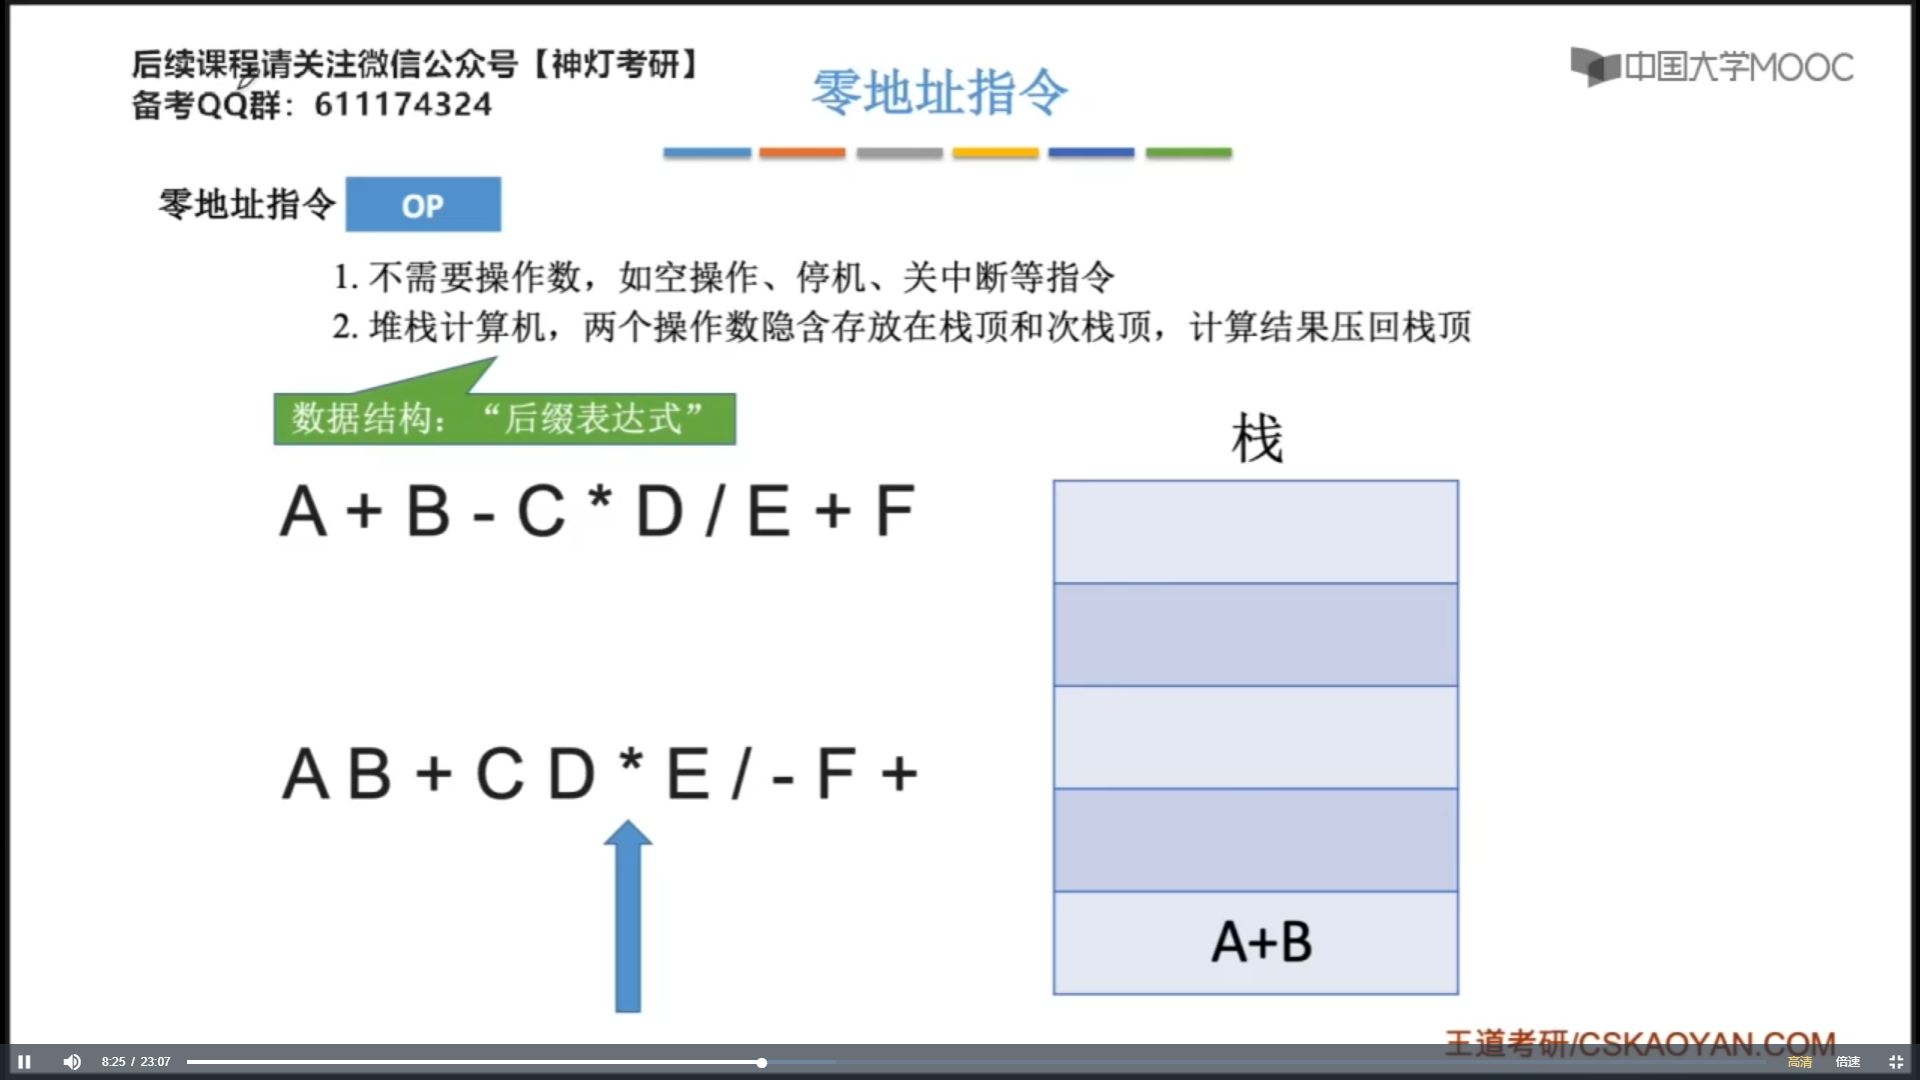 后续课程请关注微信公众号【神灯考研】
备考QQ群：611174324
中国大学MOOC
零地址指令
零地址指令 OP
1. 不需要操作数，如空操作、停机、关中断等指令
2. 堆栈计算机，两个操作数隐含存放在栈顶和次栈顶，计算结果压回栈顶
数据结构：“后缀表达式”
栈
A + B - C * D / E + F
A B + C D * E / - F +
A+B
王道考研/CSKAOYAN.COM
8:25 / 23:07
高清 倍速